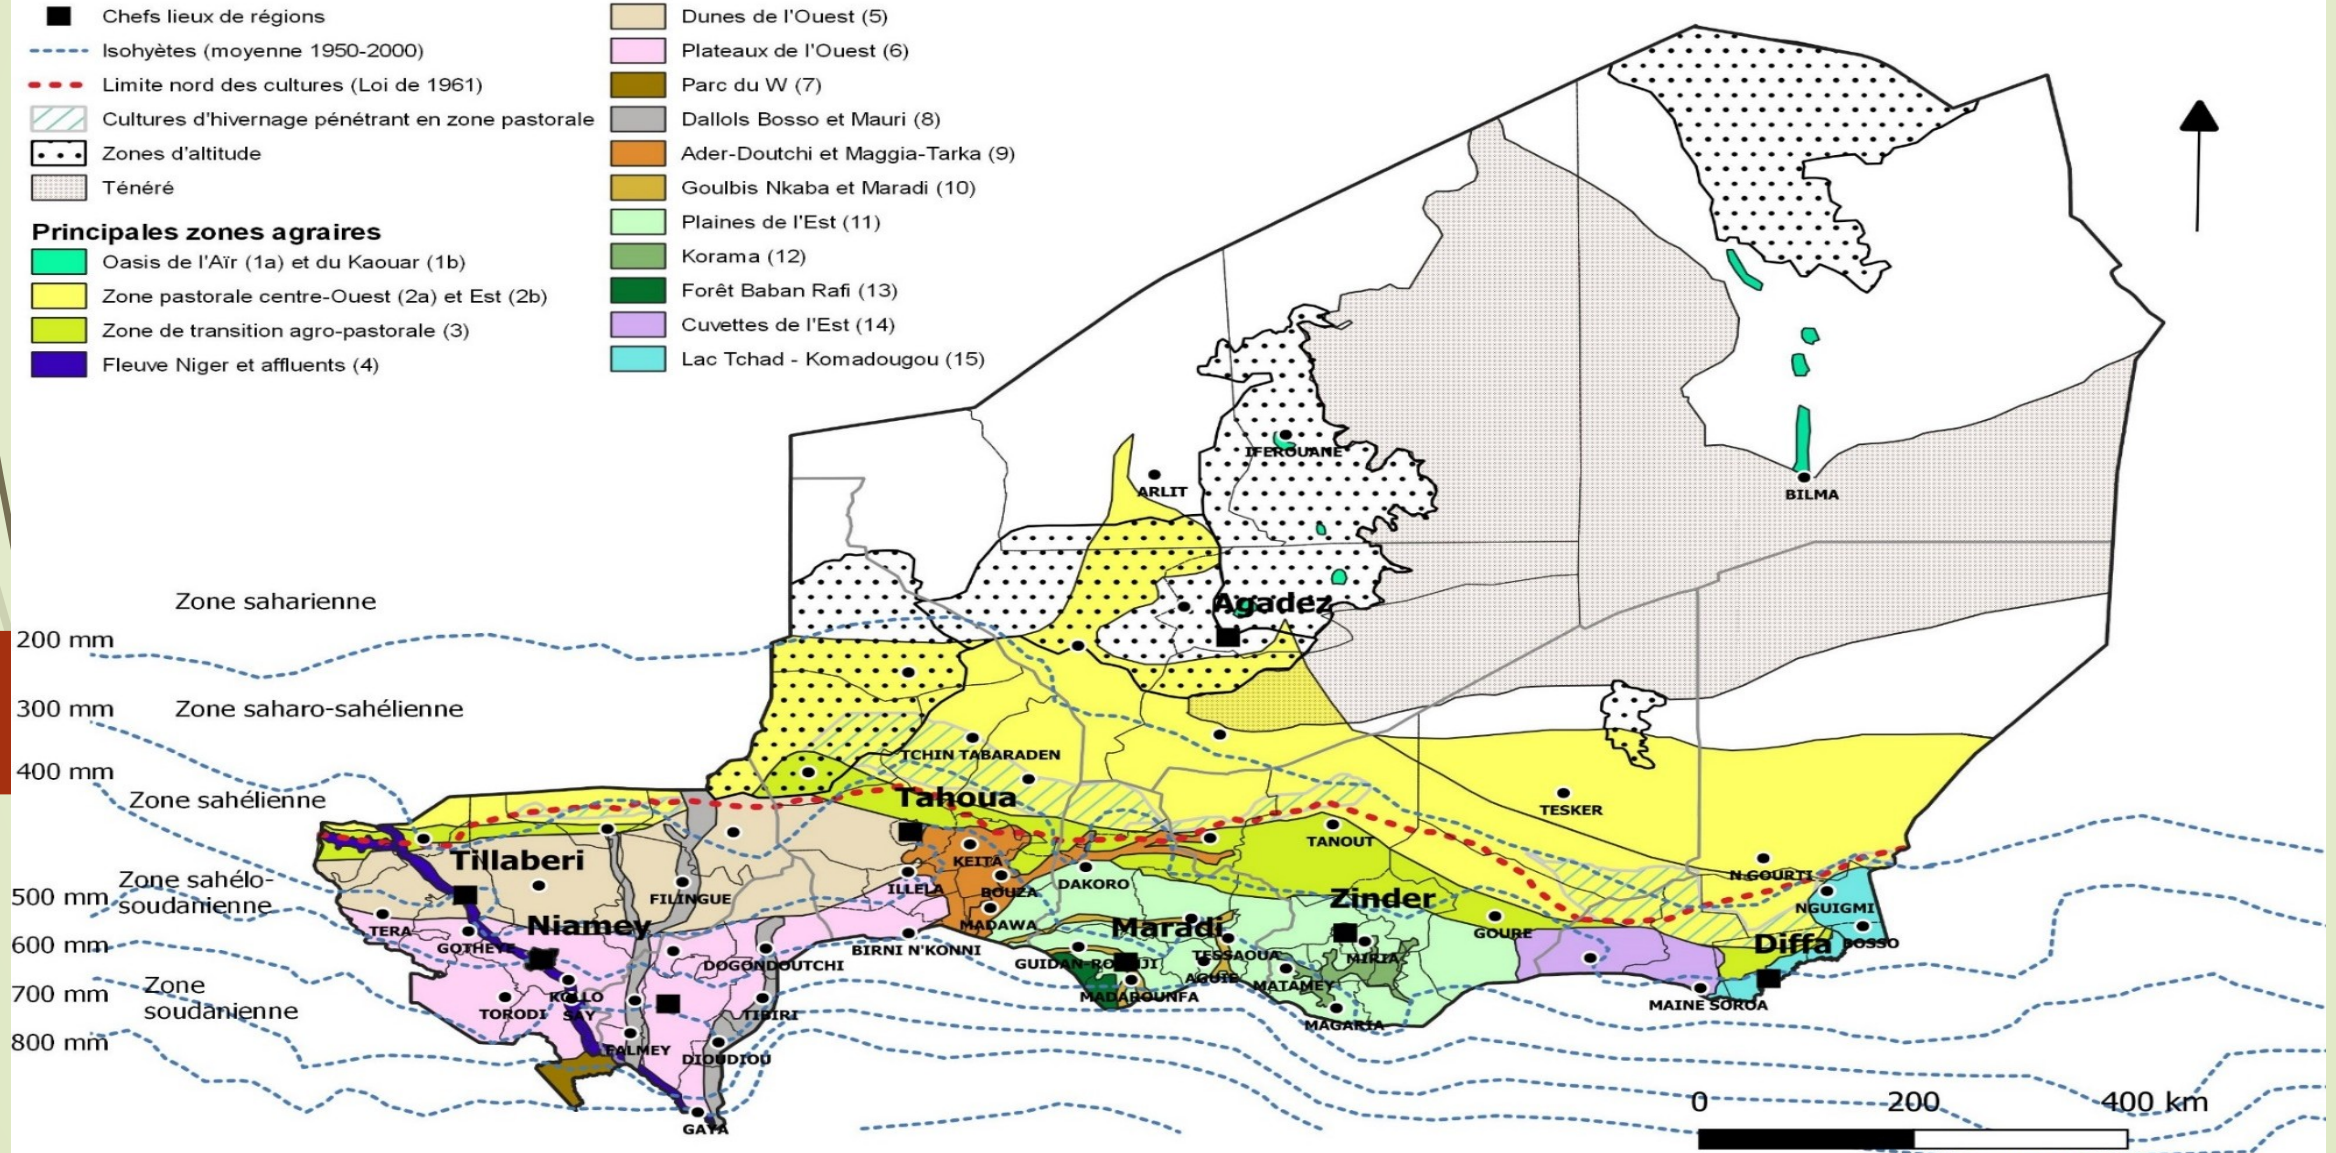 Chefs lieux de régions
Isohyètes (moyenne 1950-2000)
Limite nord des cultures (Loi de 1961)
Cultures d'hivernage pénétrant en zone pastorale
Zones d'altitude
Ténéré
Principales zones agraires
Oasis de l'Aïr (1a) et du Kaouar (1b)
Zone pastorale centre-Ouest (2a) et Est (2b)
Zone de transition agro-pastorale (3)
Fleuve Niger et affluents (4)
Dunes de l'Ouest (5)
Plateaux de l'Ouest (6)
Parc du W (7)
Dallols Bosso et Mauri (8)
Ader-Doutchi et Maggia-Tarka (9)
Goulbis Nkaba et Maradi (10)
Plaines de l'Est (11)
Korama (12)
Forêt Baban Rafi (13)
Cuvettes de l'Est (14)
Lac Tchad - Komadougou (15)
IFEROUANE
ARLIT
BILMA
Agadez
Zone saharienne
200 mm
300 mm
Zone saharo-sahélienne
400 mm
Zone sahélienne
500 mm
Zone sahélo-
soudanienne
600 mm
700 mm
Zone
soudanienne
800 mm
TCHIN TABARADEN
Tahoua
TESKER
TANOUT
Tillaberi
KEITA
FILINGUE
ILLELA
BOUZA
DAKORO
N.GOURTI
NGUIGMI
Zinder
TERA
GOTHEYE
Niamey
MADAWA
Maradi
GOURE
Diffa
BOSSO
DOGONDOUTCHI
BIRNI N'KONNI
GUIDAN-ROUMJI
TESSAOUA
MIRIA
AGUIE
MATAMEY
MADAROUNFA
MAINE SOROA
TORODI
KOLLO
SAY
TIBIRI
MAGARIA
FALMEY
DIOUDIOU
GAYA
0
200
400 km